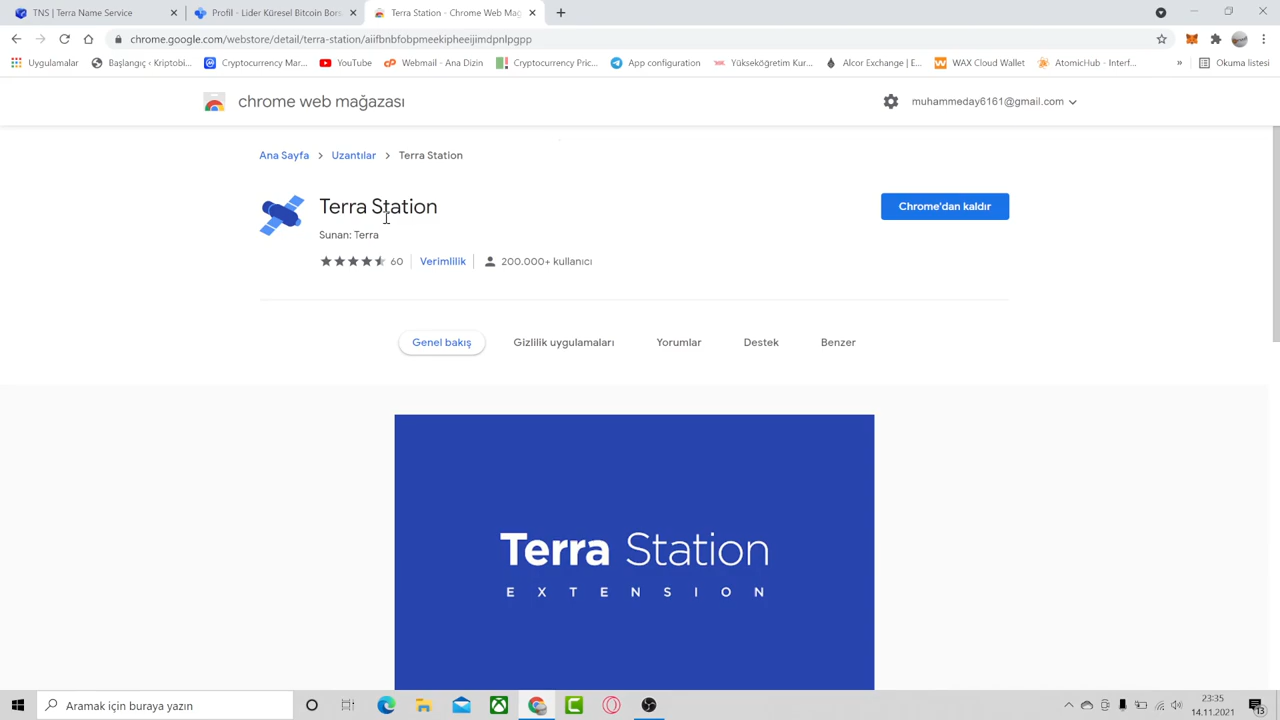 TNS | Terra Name Service
Profil - Lider Küresel Bitcoin Bors
Terra Station - Chrome Web Mağ
chrome.google.com/webstore/detail/terra-station/aiifbnbfobpmeekipheeijimdpnlpgpp
Uygulamalar
Başlangıç - Kriptobi...
Cryptocurrency Mar...
YouTube
Webmail - Ana Dizin
Cryptocurrency Pric...
App configuration
Yükseköğretim Kur...
Alcor Exchange | E...
WAX Cloud Wallet
AtomicHub - Interf...
»
Okuma listesi
chrome web mağazası
muhammeday6161@gmail.com
Ana Sayfa
Uzantılar
Terra Station
Terra Station
Chrome'dan kaldır
Sunan: Terra
60
Verimlilik
200.000+ kullanıcı
Genel bakış
Gizlilik uygulamaları
Yorumlar
Destek
Benzer
Terra Station
EXTENSION
Aramak için buraya yazın
23:35
14.11.2021
13